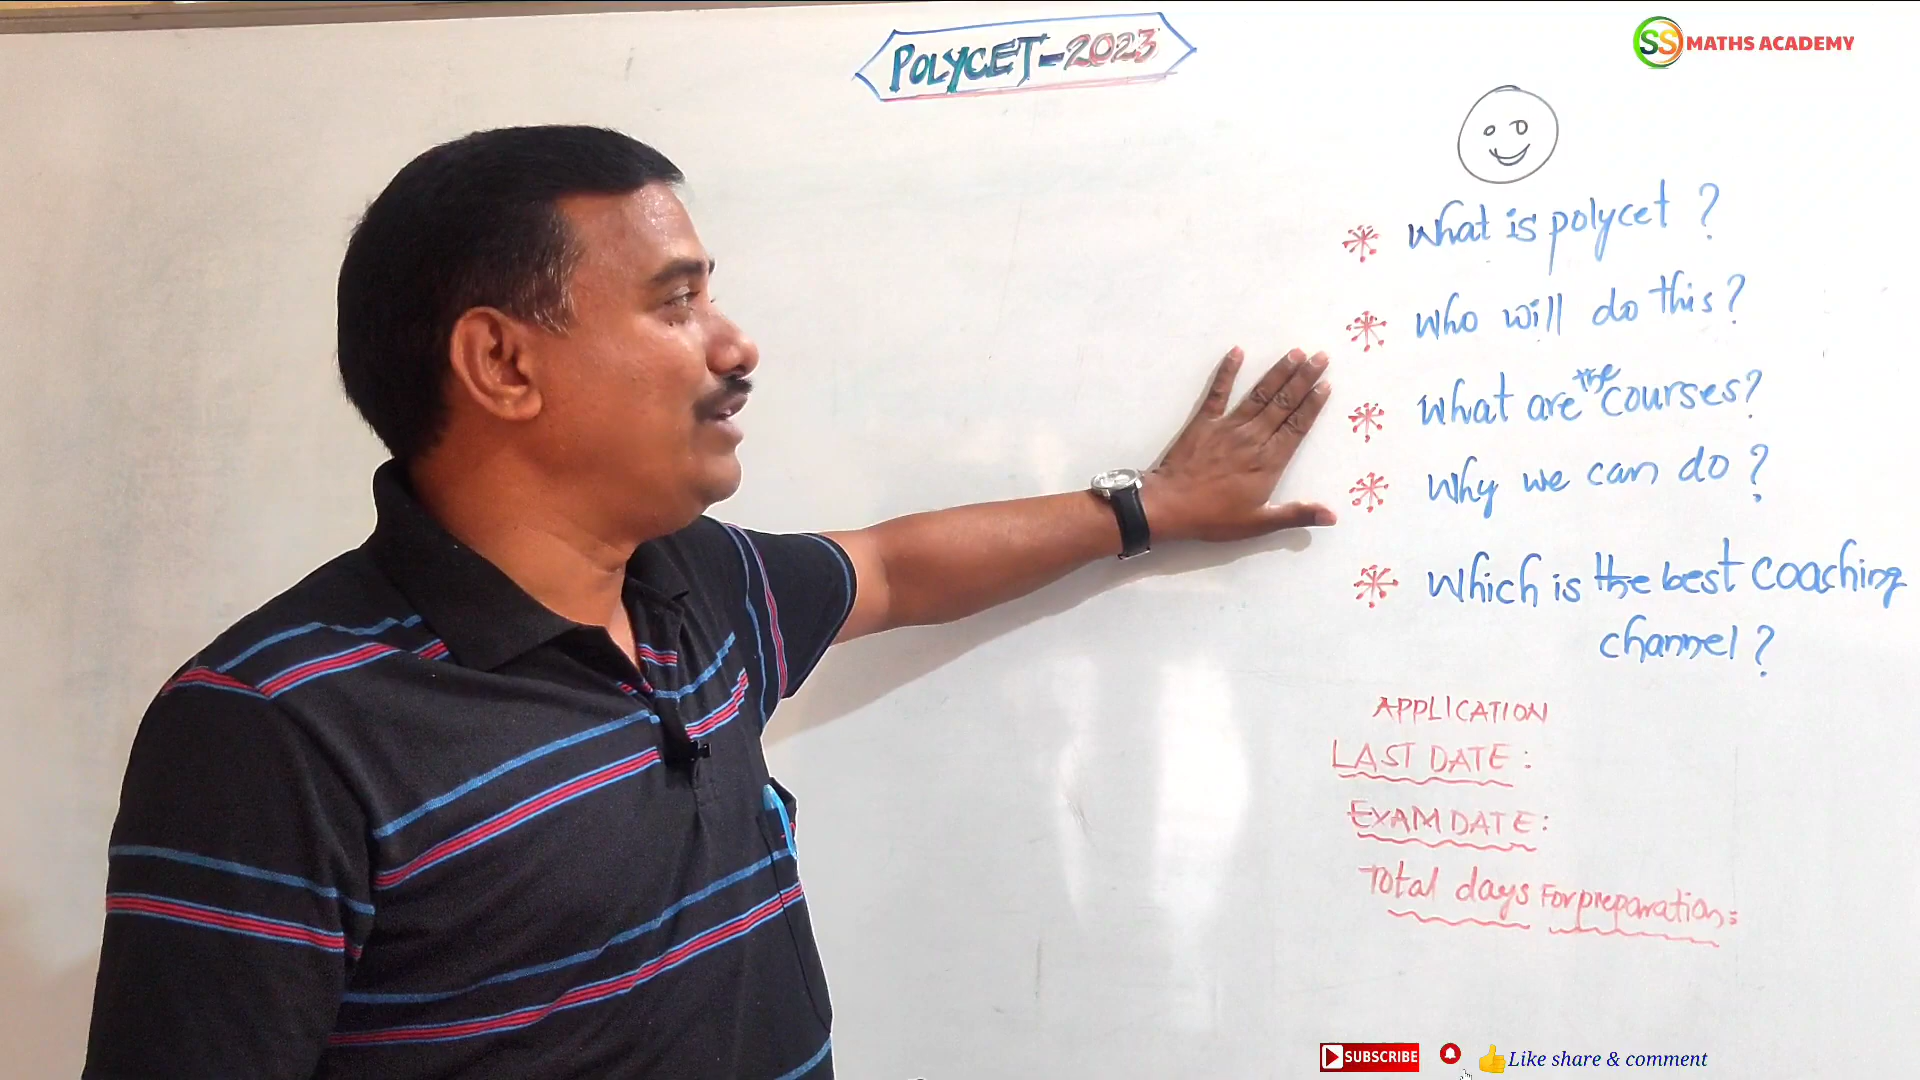 POLYCET-2023
SS MATHS ACADEMY
What is polycet ?
Who will do this?
What are the courses?
Why we can do ?
Which is the best coaching
channel?
APPLICATION
LAST DATE :
EXAM DATE :
Total days For preparation:
SUBSCRIBE
Like share & comment